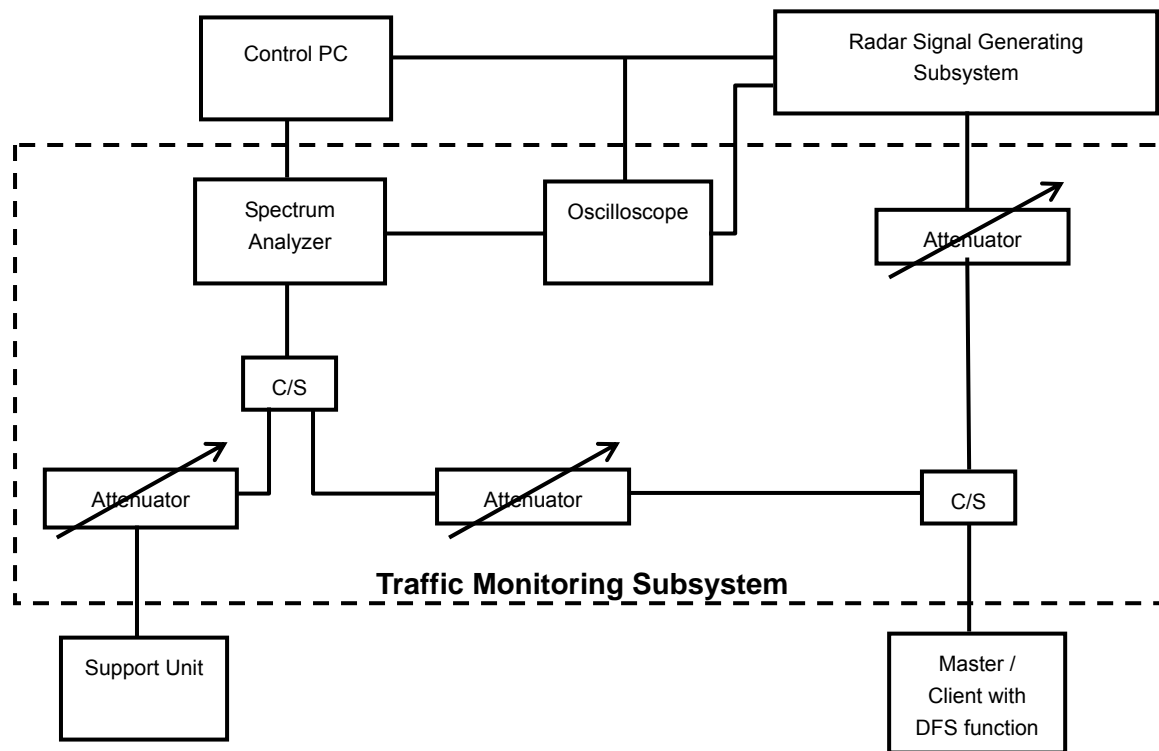 Control PC
Radar Signal Generating
Subsystem
Spectrum
Analyzer
Oscilloscope
Attenuator
C/S
Attenuator
Attenuator
C/S
Traffic Monitoring Subsystem
Support Unit
Master /
Client with
DFS function